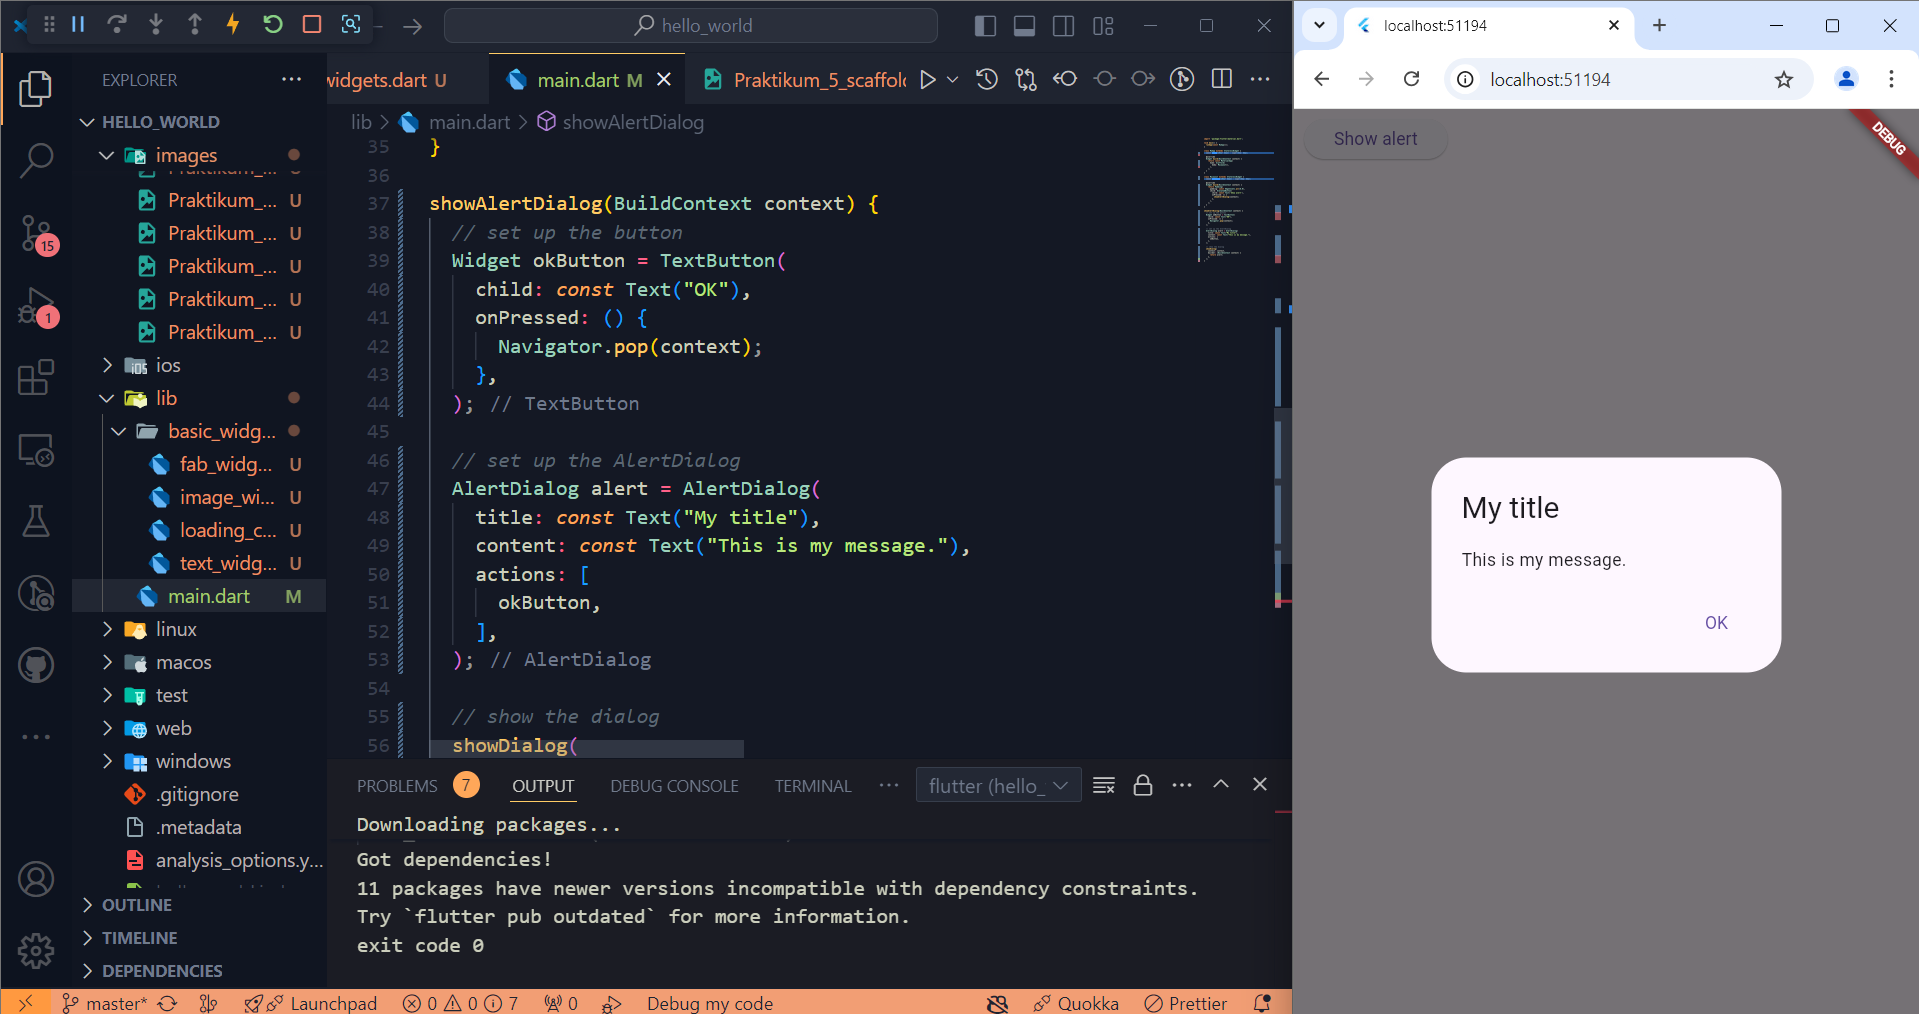 hello_world
EXPLORER
HELLO_WORLD
images
Praktikum_... U
Praktikum_... U
Praktikum_... U
Praktikum_... U
Praktikum_... U
Praktikum_... U
ios
lib
basic_widg...
fab_widg... U
image_wi... U
loading_c... U
text_widg... U
main.dart M
linux
macos
test
web
windows
.gitignore
.metadata
analysis_options.y...
OUTLINE
TIMELINE
DEPENDENCIES
15
1
widgets.dart U
main.dart M
Praktikum_5_scaffold
lib > main.dart > showAlertDialog
35 }
36
37 showAlertDialog(BuildContext context) {
38 // set up the button
39 Widget okButton = TextButton(
40 child: const Text("OK"),
41 onPressed: () {
42 Navigator.pop(context);
43 },
44 ); // TextButton
45
46 // set up the AlertDialog
47 AlertDialog alert = AlertDialog(
48 title: const Text("My title"),
49 content: const Text("This is my message."),
50 actions: [
51 okButton,
52 ],
53 ); // AlertDialog
54
55 // show the dialog
56 showDialog(
PROBLEMS 7 OUTPUT DEBUG CONSOLE TERMINAL ... flutter (hello_
Downloading packages...
Got dependencies!
11 packages have newer versions incompatible with dependency constraints.
Try `flutter pub outdated` for more information.
exit code 0
master* Launchpad 0 0 7 0 Debug my code Quokka Prettier
localhost:51194
localhost:51194
Show alert
DEBUG
My title
This is my message.
OK